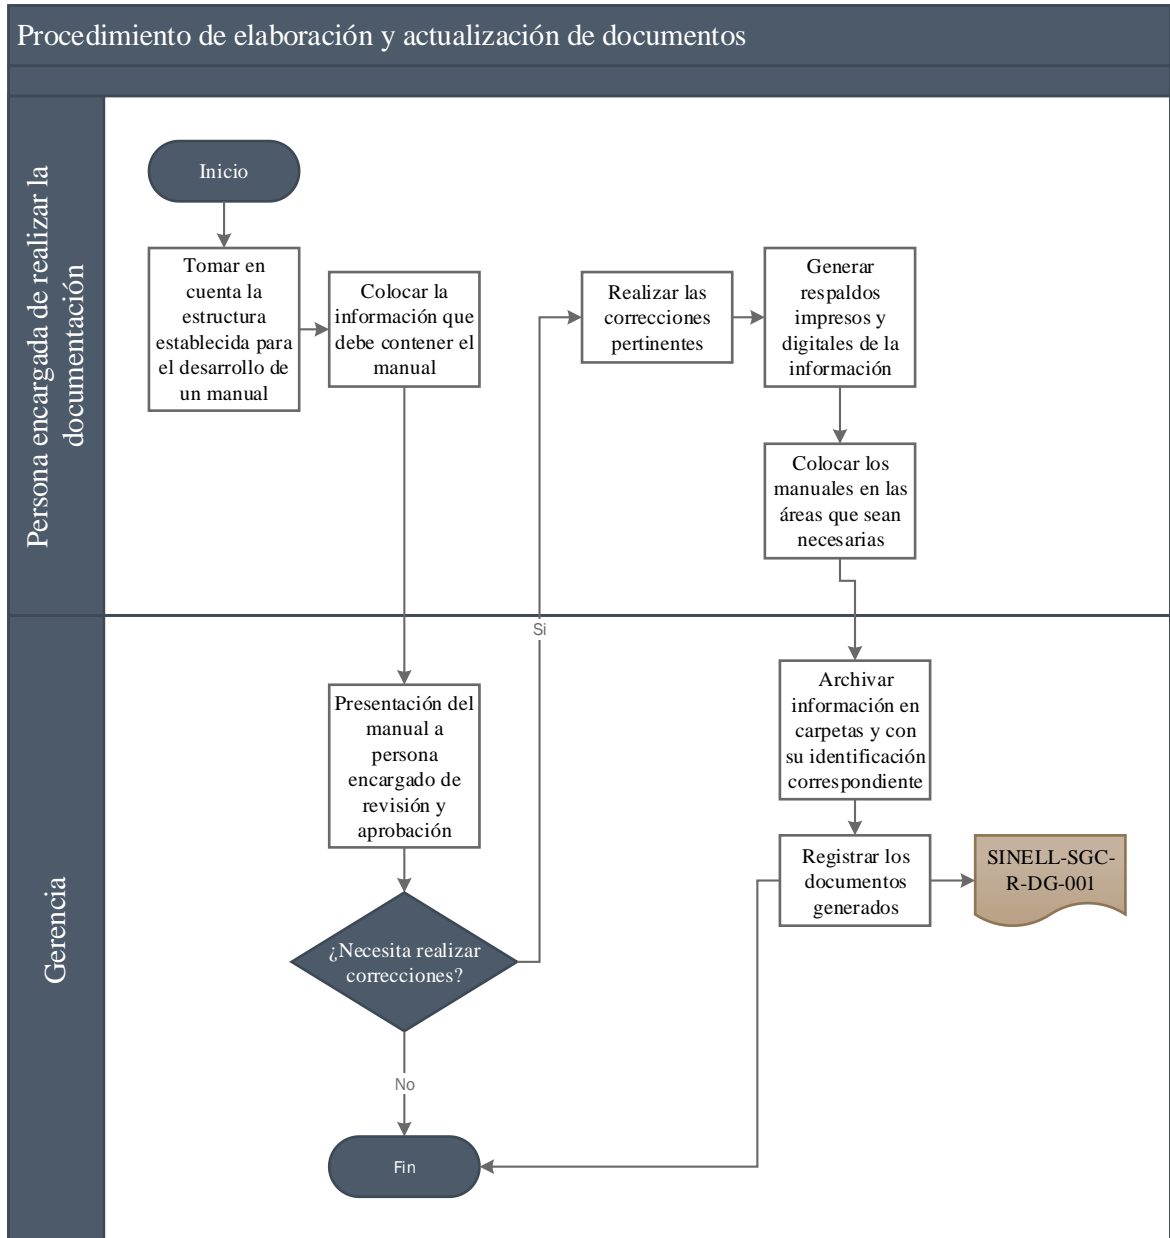 Procedimiento de elaboración y actualización de documentos
Persona encargada de realizar la
documentación
Inicio
Tomar en
cuenta la
estructura
establecida para
el desarrollo de
un manual
Colocar la
información que
debe contener el
manual
Realizar las
correcciones
pertinentes
Generar
respaldos
impresos y
digitales de la
información
Colocar los
manuales en las
áreas que sean
necesarias
Gerencia
Si
Presentación del
manual a
persona
encargado de
revisión y
aprobación
¿Necesita realizar
correcciones?
No
Fin
Archivar
información en
carpetas y con
su identificación
correspondiente
Registrar los
documentos
generados
SINELL-SGC-
R-DG-001